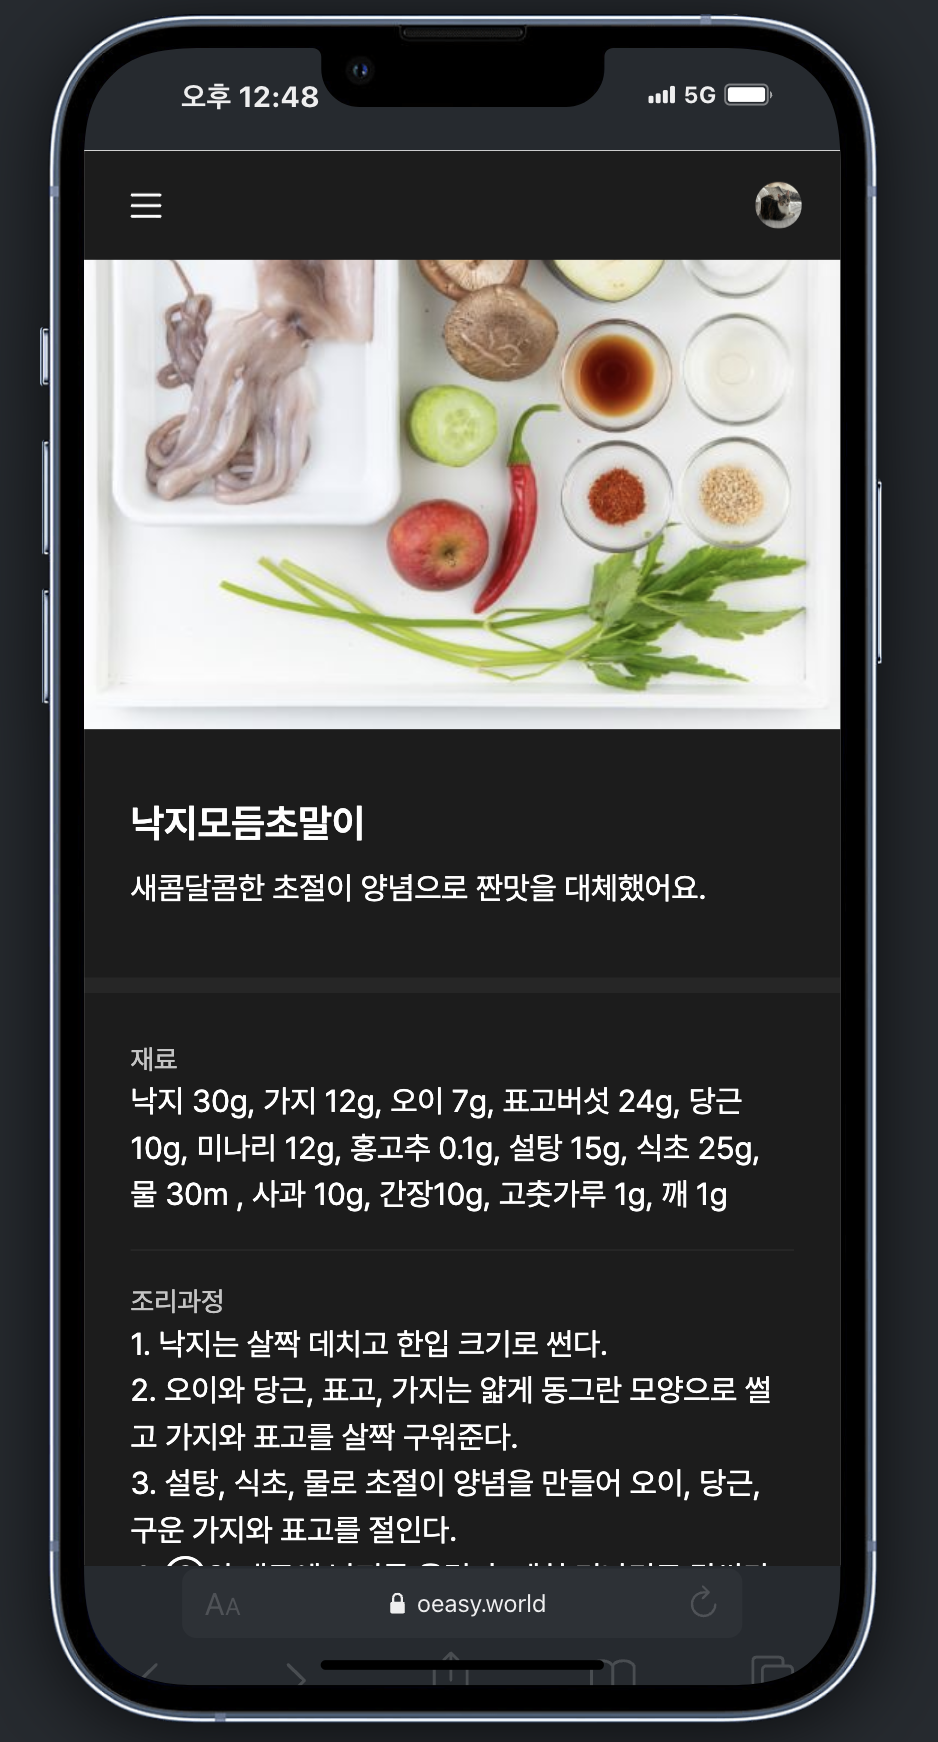 오후 12:48
5G
낙지모듬초말이
새콤달콤한 초절이 양념으로 짠맛을 대체했어요.
재료
낙지 30g, 가지 12g, 오이 7g, 표고버섯 24g, 당근
10g, 미나리 12g, 홍고추 0.1g, 설탕 15g, 식초 25g,
물 30m , 사과 10g, 간장10g, 고춧가루 1g, 깨 1g
조리과정
1. 낙지는 살짝 데치고 한입 크기로 썬다.
2. 오이와 당근, 표고, 가지는 얇게 동그란 모양으로 썰
고 가지와 표고를 살짝 구워준다.
3. 설탕, 식초, 물로 초절이 양념을 만들어 오이, 당근,
구운 가지와 표고를 절인다.
AA
oeasy.world